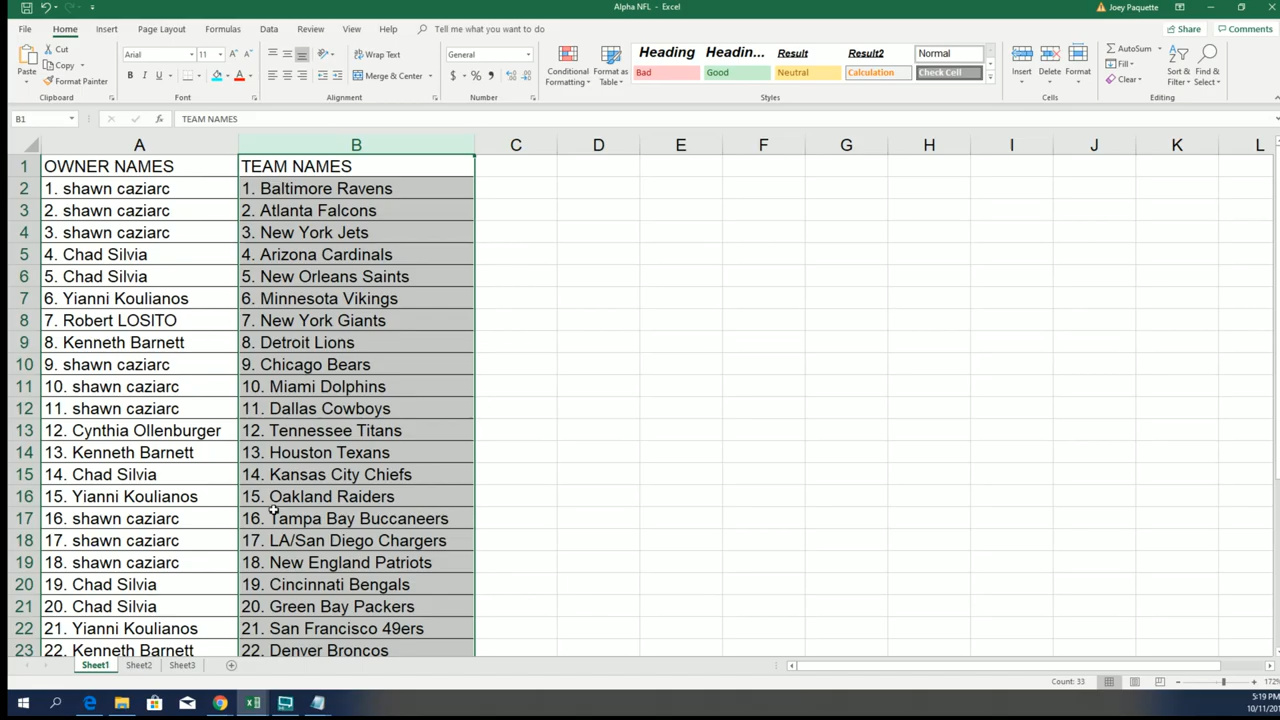 Alpha NFL - Excel
Joey Paquette
File Home Insert Page Layout Formulas Data Review View Help Tell me what you want to do
Share Comments
Paste
Cut
Copy
Format Painter
Clipboard
Arial 11
B I U
Font
Wrap Text
Merge & Center
Alignment
General
$ % ,
Number
Conditional Formatting
Format as Table
Heading Headin... Result Result2 Normal
Bad Good Neutral Calculation Check Cell
Styles
Insert Delete Format
Cells
AutoSum
Fill
Clear
Sort & Filter
Find & Select
Editing
B1 fx TEAM NAMES
A B C D E F G H I J K L
1 OWNER NAMES TEAM NAMES
2 1. shawn caziarc 1. Baltimore Ravens
3 2. shawn caziarc 2. Atlanta Falcons
4 3. shawn caziarc 3. New York Jets
5 4. Chad Silvia 4. Arizona Cardinals
6 5. Chad Silvia 5. New Orleans Saints
7 6. Yianni Koulianos 6. Minnesota Vikings
8 7. Robert LOSITO 7. New York Giants
9 8. Kenneth Barnett 8. Detroit Lions
10 9. shawn caziarc 9. Chicago Bears
11 10. shawn caziarc 10. Miami Dolphins
12 11. shawn caziarc 11. Dallas Cowboys
13 12. Cynthia Ollenburger 12. Tennessee Titans
14 13. Kenneth Barnett 13. Houston Texans
15 14. Chad Silvia 14. Kansas City Chiefs
16 15. Yianni Koulianos 15. Oakland Raiders
17 16. shawn caziarc 16. Tampa Bay Buccaneers
18 17. shawn caziarc 17. LA/San Diego Chargers
19 18. shawn caziarc 18. New England Patriots
20 19. Chad Silvia 19. Cincinnati Bengals
21 20. Chad Silvia 20. Green Bay Packers
22 21. Yianni Koulianos 21. San Francisco 49ers
23 22. Kenneth Barnett 22. Denver Broncos
Sheet1 Sheet2 Sheet3
Count: 33 172%
5:19 PM
10/11/201